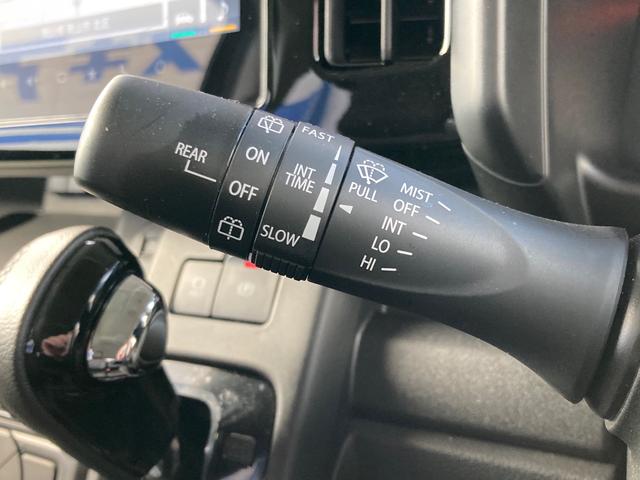 REAR
ON
OFF
FAST
INT
TIME
SLOW
PULL
MIST
OFF
INT
LO
HI